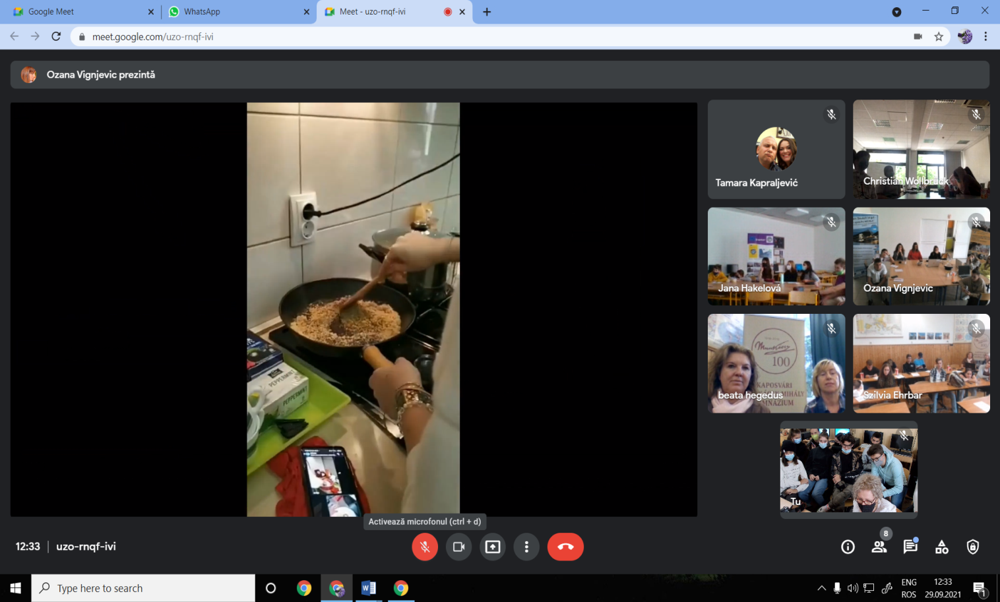 Google Meet
WhatsApp
Meet - uzo-rnqf-ivi
meet.google.com/uzo-rnqf-ivi
Ozana Vignjevic prezintă
Tamara Kapraljević
Christian Wollbrück
Jana Hakelová
Ozana Vignjevic
100
KAPOSVÁRI
beata hegedus
Szilvia Ehrbar
Tu
PEPPERMINT
Activează microfonul (ctrl + d)
12:33
uzo-rnqf-ivi
8
Type here to search
ENG
ROS
12:33
29.09.2021
1